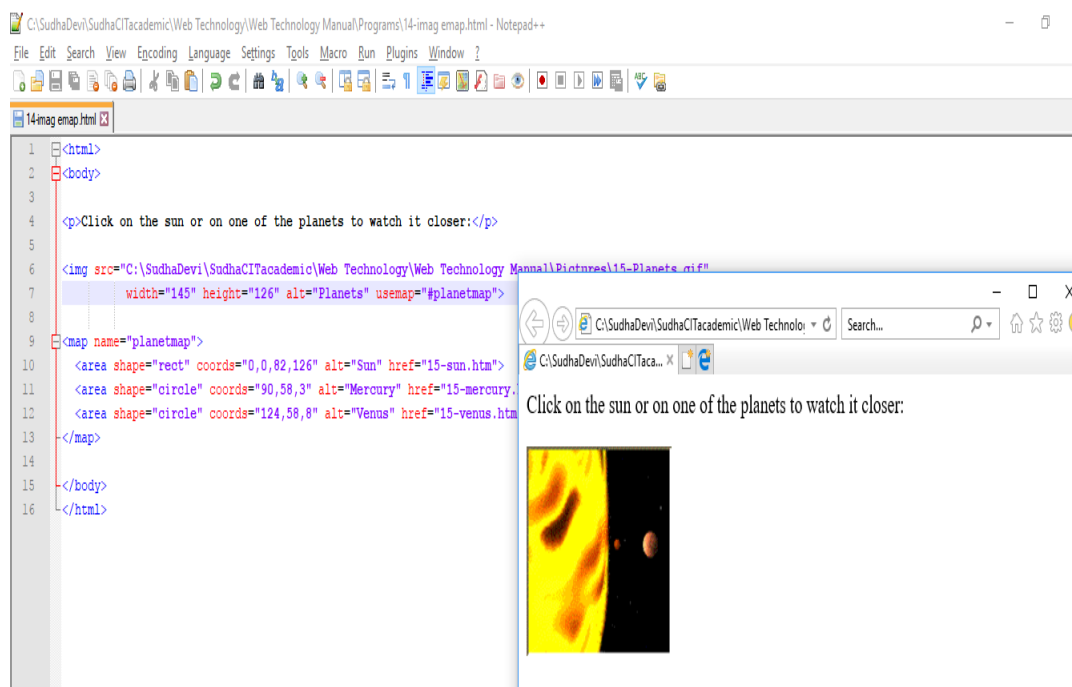 C:\SudhaDevi\SudhaCITacademic\Web Technology\Web Technology Manual\Programs\14-imag emap.html - Notepad++
File Edit Search View Encoding Language Settings Tools Macro Run Plugins Window ?
14-imag emap.html
1 <html>
2 <body>
3
4 <p>Click on the sun or on one of the planets to watch it closer:</p>
5
6 <img src="C:\SudhaDevi\SudhaCITacademic\Web Technology\Web Technology Manual\Pictures\15-Planets.gif"
7 width="145" height="126" alt="Planets" usemap="#planetmap">
8
9 <map name="planetmap">
10 <area shape="rect" coords="0,0,82,126" alt="Sun" href="15-sun.htm">
11 <area shape="circle" coords="90,58,3" alt="Mercury" href="15-mercury.
12 <area shape="circle" coords="124,58,8" alt="Venus" href="15-venus.htm
13 </map>
14
15 </body>
16 </html>
C:\SudhaDevi\SudhaCITacademic\Web Technolo
Search...
C:\SudhaDevi\SudhaCITaca...
Click on the sun or on one of the planets to watch it closer: